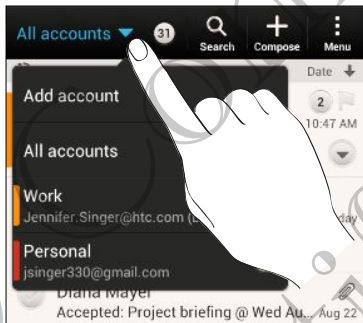 All accounts 31 Search Compose Menu
Date
2
Add account
10:47 AM
All accounts
Work
Jennifer.Singer@htc.com
day
Personal
jsinger330@gmail.com
Diana Mayer
Accepted: Project briefing @ Wed Au... Aug 22